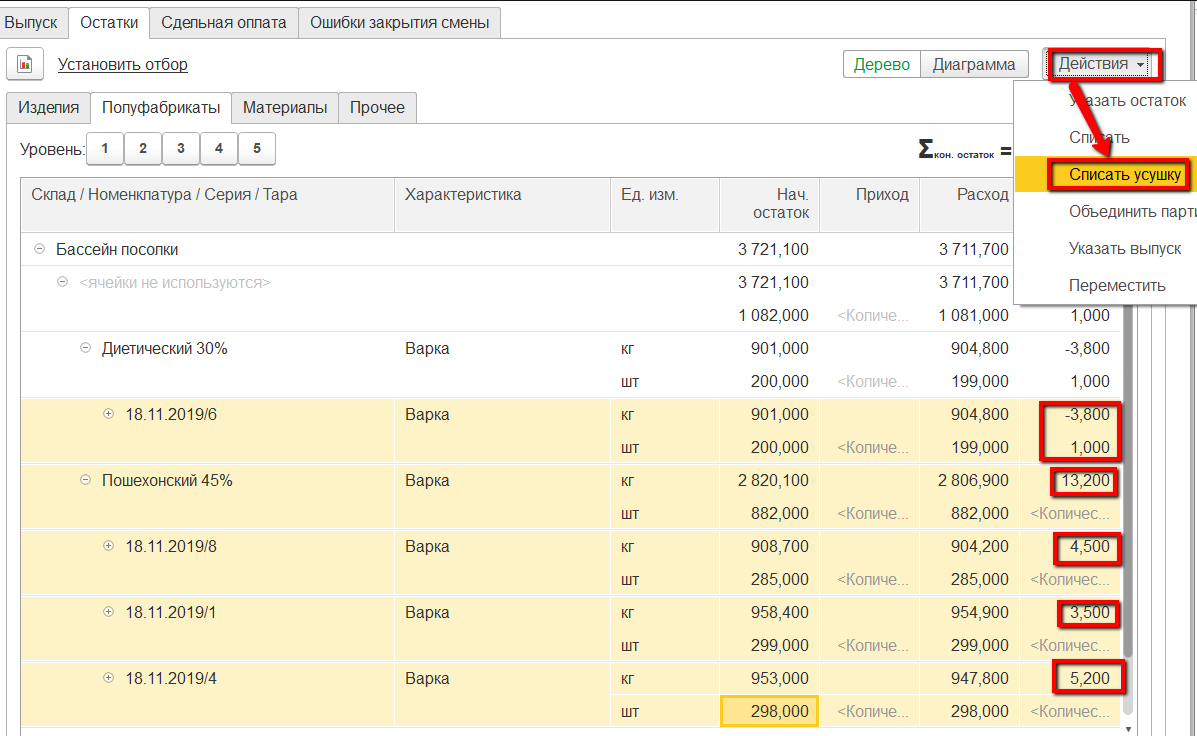 Выпуск Остатки Сдельная оплата Ошибки закрытия смены
Установить отбор Дерево Диаграмма Действия
Изделия Полуфабрикаты Материалы Прочее
Уровень: 1 2 3 4 5 Σкон. остаток =
Указать остаток
Списать
Списать усушку
Объединить парти
Указать выпуск
Переместить
Склад / Номенклатура / Серия / Тара Характеристика Ед. изм. Нач. остаток Приход Расход
Бассейн посолки 3 721,100 3 711,700
<ячейки не используются> 3 721,100 3 711,700
1 082,000 <Количе... 1 081,000 1,000
Диетический 30% Варка кг 901,000 904,800 -3,800
шт 200,000 <Количе... 199,000 1,000
18.11.2019/6 Варка кг 901,000 904,800 -3,800
шт 200,000 <Количе... 199,000 1,000
Пошехонский 45% Варка кг 2 820,100 2 806,900 13,200
шт 882,000 <Количе... 882,000 <Количес...
18.11.2019/8 Варка кг 908,700 904,200 4,500
шт 285,000 <Количе... 285,000 <Количес...
18.11.2019/1 Варка кг 958,400 954,900 3,500
шт 299,000 <Количе... 299,000 <Количес...
18.11.2019/4 Варка кг 953,000 947,800 5,200
шт 298,000 <Количе... 298,000 <Количес...